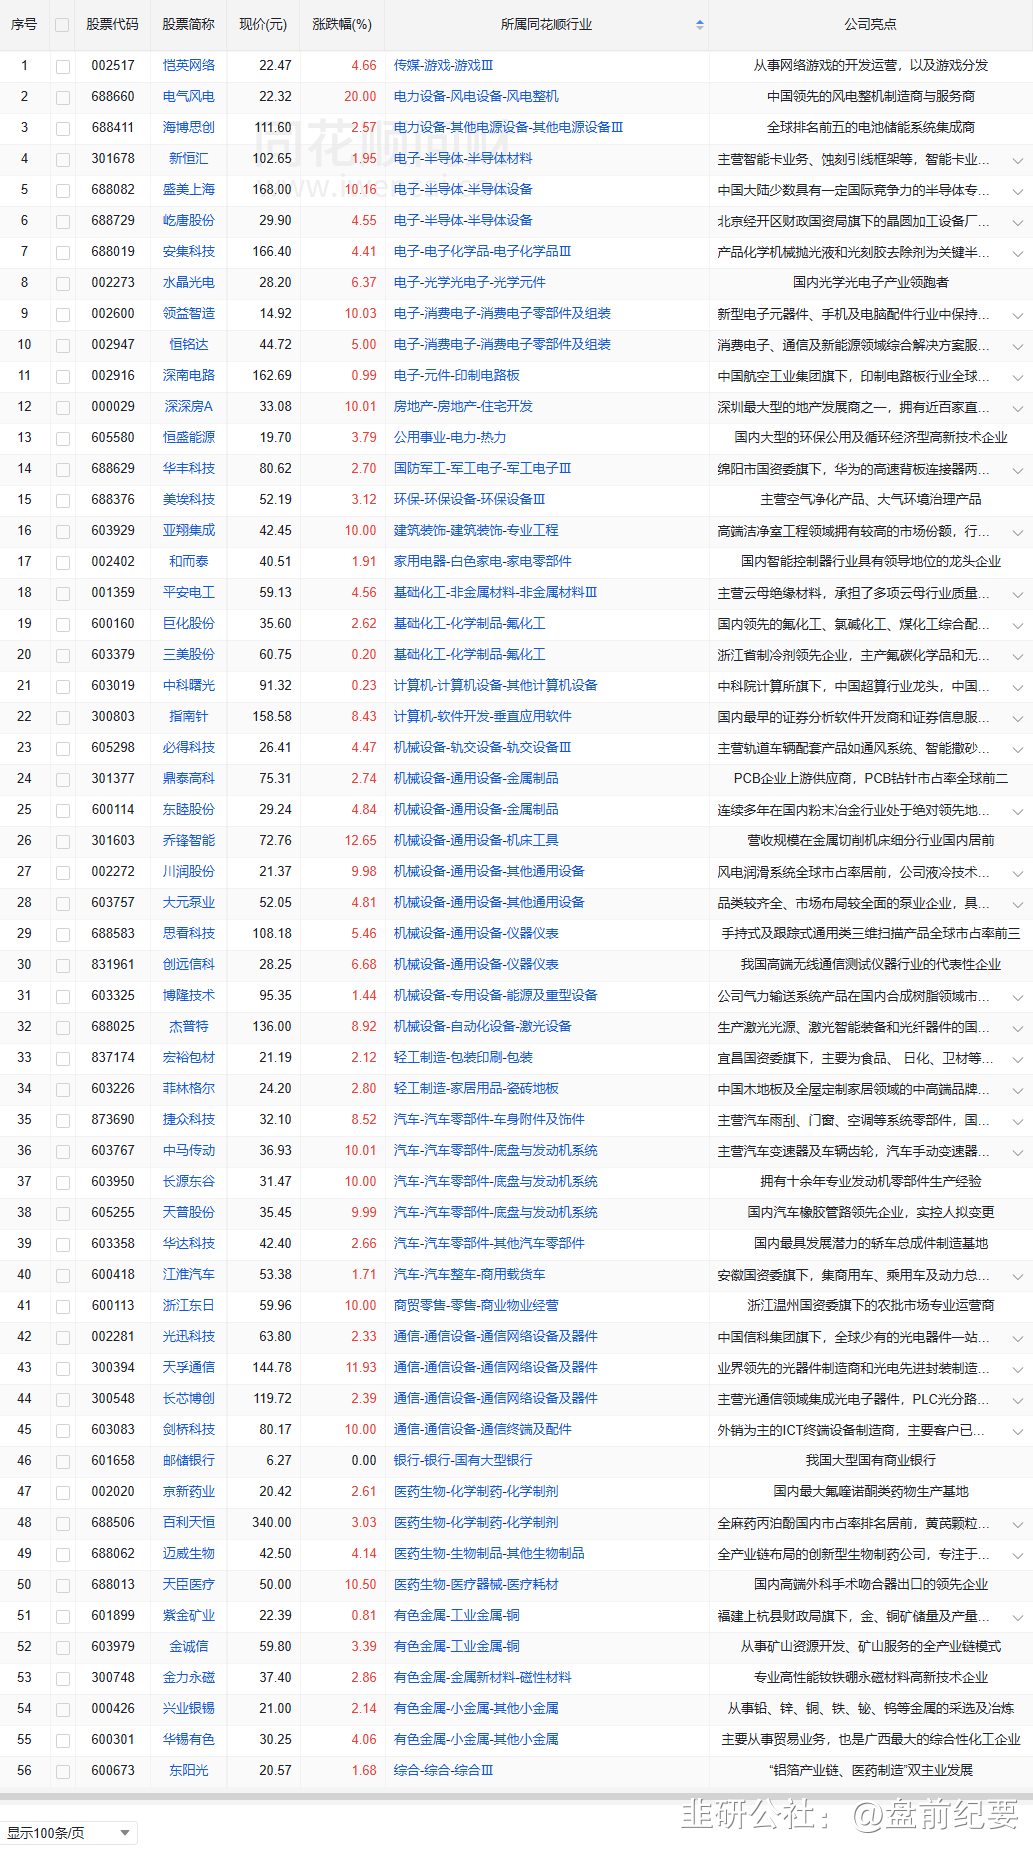 序号 股票代码 股票简称 现价(元) 涨跌幅(%) 所属同花顺行业 公司亮点
1 002517 恺英网络 22.47 4.66 传媒-游戏-游戏Ⅲ 从事网络游戏的开发运营，以及游戏分发
2 688660 电气风电 22.32 20.00 电力设备-风电设备-风电整机 中国领先的风电整机制造商与服务商
3 688411 海博思创 111.60 2.57 电力设备-其他电源设备-其他电源设备Ⅲ 全球排名前五的电池储能系统集成商
4 301678 新恒汇 102.65 1.95 电子-半导体-半导体材料 主营智能卡业务、蚀刻引线框架等，智能卡业...
5 688082 盛美上海 168.00 10.16 电子-半导体-半导体设备 中国大陆少数具有一定国际竞争力的半导体专...
6 688729 屹唐股份 29.90 4.55 电子-半导体-半导体设备 北京经开区财政国资局旗下的晶圆加工设备厂...
7 688019 安集科技 166.40 4.41 电子-电子化学品-电子化学品Ⅲ 产品化学机械抛光液和光刻胶去除剂为关键半...
8 002273 水晶光电 28.20 6.37 电子-光学光电子-光学元件 国内光学光电子产业领跑者
9 002600 领益智造 14.92 10.03 电子-消费电子-消费电子零部件及组装 新型电子元器件、手机及电脑配件行业中保持...
10 002947 恒铭达 44.72 5.00 电子-消费电子-消费电子零部件及组装 消费电子、通信及新能源领域综合解决方案服...
11 002916 深南电路 162.69 0.99 电子-元件-印制电路板 中国航空工业集团旗下，印制电路板行业全球...
12 000029 深深房A 33.08 10.01 房地产-房地产-住宅开发 深圳最大型的地产发展商之一，拥有近百家直...
13 605580 恒盛能源 19.70 3.79 公用事业-电力-热力 国内大型的环保公用及循环经济型高新技术企业
14 688629 华丰科技 80.62 2.70 国防军工-军工电子-军工电子Ⅲ 绵阳市国资委旗下，华为的高速背板连接器两...
15 688376 美埃科技 52.19 3.12 环保-环保设备-环保设备Ⅲ 主营空气净化产品、大气环境治理产品
16 603929 亚翔集成 42.45 10.00 建筑装饰-建筑装饰-专业工程 高端洁净室工程领域拥有较高的市场份额，行...
17 002402 和而泰 40.51 1.91 家用电器-白色家电-家电零部件 国内智能控制器行业具有领导地位的龙头企业
18 001359 平安电工 59.13 4.56 基础化工-非金属材料-非金属材料Ⅲ 主营云母绝缘材料，承担了多项云母行业质量...
19 600160 巨化股份 35.60 2.62 基础化工-化学制品-氟化工 国内领先的氟化工、氯碱化工、煤化工综合配...
20 603379 三美股份 60.75 0.20 基础化工-化学制品-氟化工 浙江省制冷剂领先企业，主产氟碳化学品和无...
21 603019 中科曙光 91.32 0.23 计算机-计算机设备-其他计算机设备 中科院计算所旗下，中国超算行业龙头，中国...
22 300803 指南针 158.58 8.43 计算机-软件开发-垂直应用软件 国内最早的证券分析软件开发商和证券信息服...
23 605298 必得科技 26.41 4.47 机械设备-轨交设备-轨交设备Ⅲ 主营轨道车辆配套产品如通风系统、智能撒砂...
24 301377 鼎泰高科 75.31 2.74 机械设备-通用设备-金属制品 PCB企业上游供应商，PCB钻针市占率全球前二
25 600114 东睦股份 29.24 4.84 机械设备-通用设备-金属制品 连续多年在国内粉末冶金行业处于绝对领先地...
26 301603 乔锋智能 72.76 12.65 机械设备-通用设备-机床工具 营收规模在金属切削机床细分行业国内居前
27 002272 川润股份 21.37 9.98 机械设备-通用设备-其他通用设备 风电润滑系统全球市占率居前，公司液冷技术...
28 603757 大元泵业 52.05 4.81 机械设备-通用设备-其他通用设备 品类较齐全、市场布局较全面的泵业企业，具...
29 688583 思看科技 108.18 5.46 机械设备-通用设备-仪器仪表 手持式及跟踪式通用类三维扫描产品全球市占率前三
30 831961 创远信科 28.25 6.68 机械设备-通用设备-仪器仪表 我国高端无线通信测试仪器行业的代表性企业
31 603325 博隆技术 95.35 1.44 机械设备-专用设备-能源及重型设备 公司气力输送系统产品在国内合成树脂领域市...
32 688025 杰普特 136.00 8.92 机械设备-自动化设备-激光设备 生产激光光源、激光智能装备和光纤器件的国...
33 837174 宏裕包材 21.19 2.12 轻工制造-包装印刷-包装 宜昌国资委旗下，主要为食品、 日化、卫材等...
34 603226 菲林格尔 24.20 2.80 轻工制造-家居用品-瓷砖地板 中国木地板及全屋定制家居领域的中高端品牌...
35 873690 捷众科技 32.10 8.52 汽车-汽车零部件-车身附件及饰件 主营汽车雨刮、门窗、空调等系统零部件，国...
36 603767 中马传动 36.93 10.01 汽车-汽车零部件-底盘与发动机系统 主营汽车变速器及车辆齿轮，汽车手动变速器...
37 603950 长源东谷 31.47 10.00 汽车-汽车零部件-底盘与发动机系统 拥有十余年专业发动机零部件生产经验
38 605255 天普股份 35.45 9.99 汽车-汽车零部件-底盘与发动机系统 国内汽车橡胶管路领先企业，实控人拟变更
39 603358 华达科技 42.40 2.66 汽车-汽车零部件-其他汽车零部件 国内最具发展潜力的轿车总成件制造基地
40 600418 江淮汽车 53.38 1.71 汽车-汽车整车-商用载货车 安徽国资委旗下，集商用车、乘用车及动力总...
41 600113 浙江东日 59.96 10.00 商贸零售-零售-商业物业经营 浙江温州国资委旗下的农批市场专业运营商
42 002281 光迅科技 63.80 2.33 通信-通信设备-通信网络设备及器件 中国信科集团旗下，全球少有的光电器件一站...
43 300394 天孚通信 144.78 11.93 通信-通信设备-通信网络设备及器件 业界领先的光器件制造商和光电先进封装制造...
44 300548 长芯博创 119.72 2.39 通信-通信设备-通信网络设备及器件 主营光通信领域集成光电子器件，PLC光分路...
45 603083 剑桥科技 80.17 10.00 通信-通信设备-通信终端及配件 外销为主的ICT终端设备制造商，主要客户已...
46 601658 邮储银行 6.27 0.00 银行-银行-国有大型银行 我国大型国有商业银行
47 002020 京新药业 20.42 2.61 医药生物-化学制药-化学制剂 国内最大氟喹诺酮类药物生产基地
48 688506 百利天恒 340.00 3.03 医药生物-化学制药-化学制剂 全麻药丙泊酚国内市占率排名居前，黄芪颗粒...
49 688062 迈威生物 42.50 4.14 医药生物-生物制品-其他生物制品 全产业链布局的创新型生物制药公司，专注于...
50 688013 天臣医疗 50.00 10.50 医药生物-医疗器械-医疗耗材 国内高端外科手术吻合器出口的领先企业
51 601899 紫金矿业 22.39 0.81 有色金属-工业金属-铜 福建上杭县财政局旗下，金、铜矿储量及产量...
52 603979 金诚信 59.80 3.39 有色金属-工业金属-铜 从事矿山资源开发、矿山服务的全产业链模式
53 300748 金力永磁 37.40 2.86 有色金属-金属新材料-磁性材料 专业高性能钕铁硼永磁材料高新技术企业
54 000426 兴业银锡 21.00 2.14 有色金属-小金属-其他小金属 从事铅、锌、铜、铁、铋、钨等金属的采选及冶炼
55 600301 华锡有色 30.25 4.06 有色金属-小金属-其他小金属 主要从事贸易业务，也是广西最大的综合性化工企业
56 600673 东阳光 20.57 1.68 综合-综合-综合Ⅲ “铝箔产业链、医药制造”双主业发展
韭研公社：@盘前纪要
显示100条/页